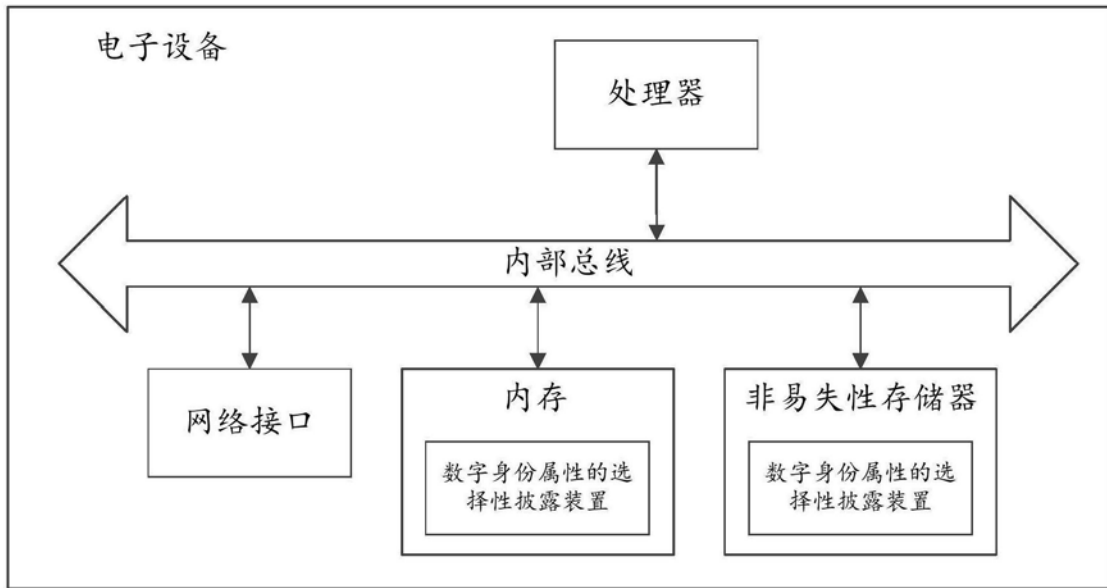 电子设备
处理器
内部总线
网络接口
内存
非易失性存储器
数字身份属性的选
择性披露装置
数字身份属性的选
择性披露装置